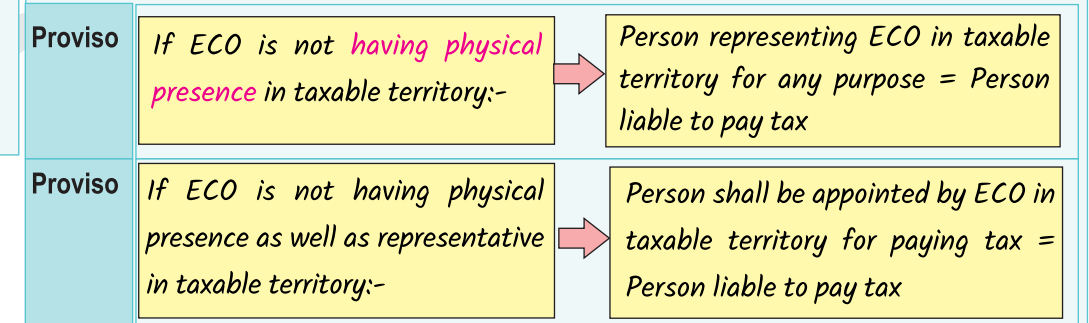 Proviso
If ECO is not having physical
presence in taxable territory:-
Person representing ECO in taxable
territory for any purpose = Person
liable to pay tax
Proviso
If ECO is not having physical
presence as well as representative
in taxable territory:-
Person shall be appointed by ECO in
taxable territory for paying tax =
Person liable to pay tax